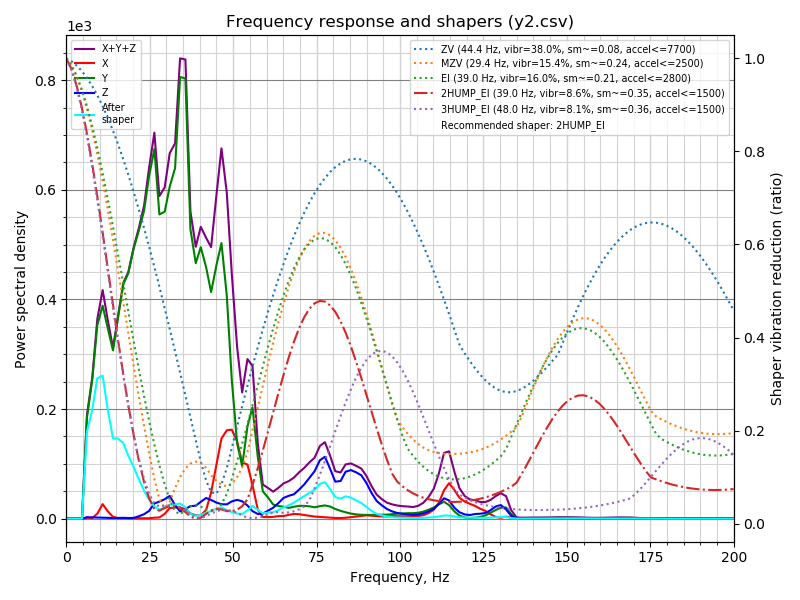 Frequency response and shapers (y2.csv)
1e3
X+Y+Z
X
Y
Z
After
shaper
ZV (44.4 Hz, vibr=38.0%, sm~=0.08, accel<=7700)
MZV (29.4 Hz, vibr=15.4%, sm~=0.24, accel<=2500)
EI (39.0 Hz, vibr=16.0%, sm~=0.21, accel<=2800)
2HUMP_EI (39.0 Hz, vibr=8.6%, sm~=0.35, accel<=1500)
3HUMP_EI (48.0 Hz, vibr=8.1%, sm~=0.36, accel<=1500)
Recommended shaper: 2HUMP_EI
Power spectral density
0.8
0.6
0.4
0.2
0.0
1.0
0.8
0.6
0.4
0.2
0.0
Shaper vibration reduction (ratio)
0 25 50 75 100 125 150 175 200
Frequency, Hz